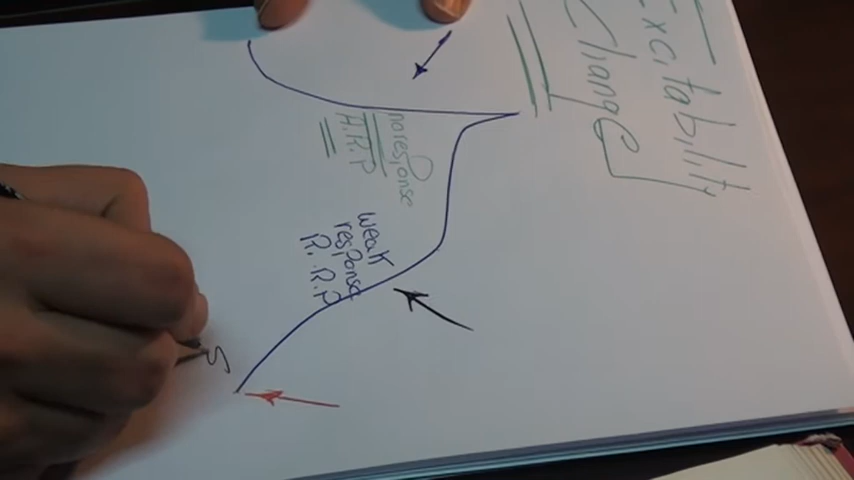 Excitability
Change
no response
A.R.P
weak
response
R.R.P
S